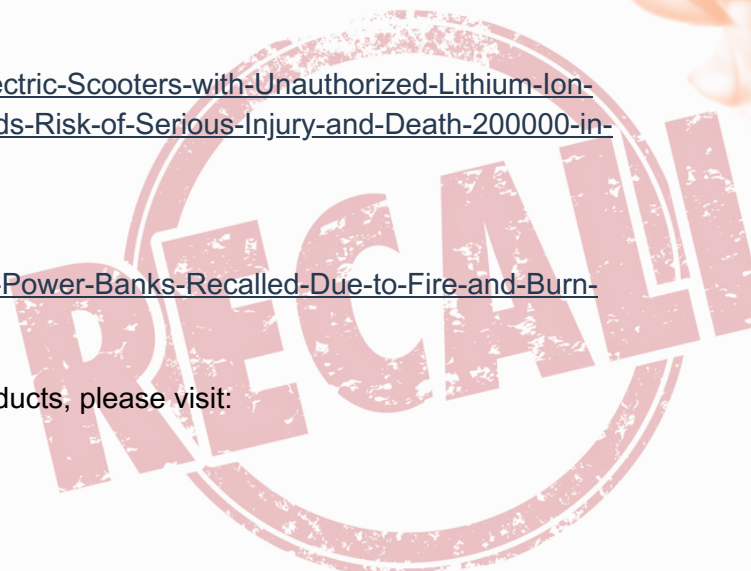 ectric-Scooters-with-Unauthorized-Lithium-Ion-
ds-Risk-of-Serious-Injury-and-Death-200000-in-
-Power-Banks-Recalled-Due-to-Fire-and-Burn-
ducts, please visit:
RECALL